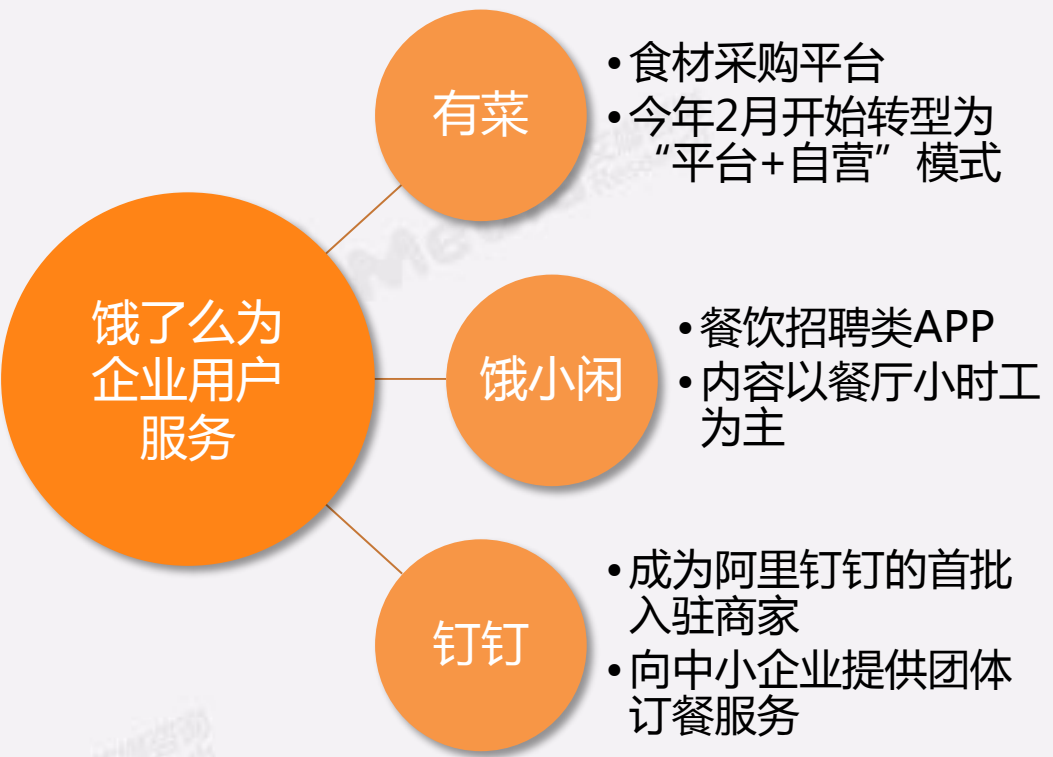 饿了么为
企业用户
服务
有菜
•食材采购平台
•今年2月开始转型为
“平台+自营”模式
饿小闲
•餐饮招聘类APP
•内容以餐厅小时工
为主
钉钉
•成为阿里钉钉的首批
入驻商家
•向中小企业提供团体
订餐服务